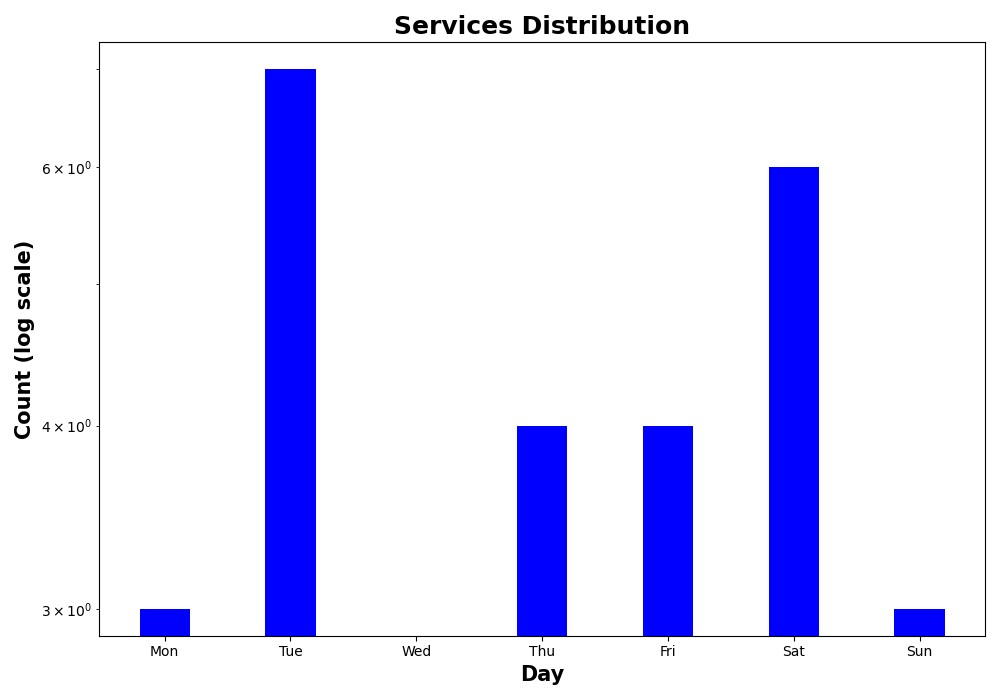 Services Distribution
Count (log scale)
6 × 10⁰
4 × 10⁰
3 × 10⁰
Mon Tue Wed Thu Fri Sat Sun
Day